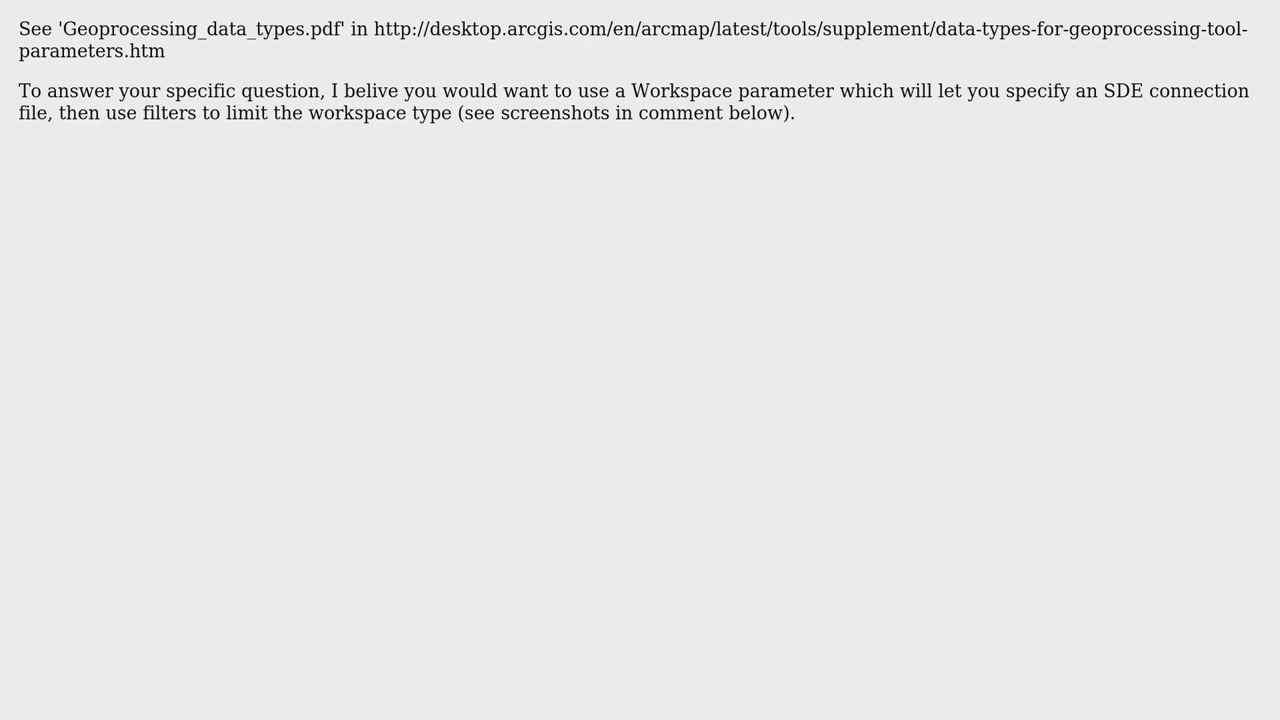 See 'Geoprocessing_data_types.pdf' in http://desktop.arcgis.com/en/arcmap/latest/tools/supplement/data-types-for-geoprocessing-tool-
parameters.htm
To answer your specific question, I belive you would want to use a Workspace parameter which will let you specify an SDE connection
file, then use filters to limit the workspace type (see screenshots in comment below).